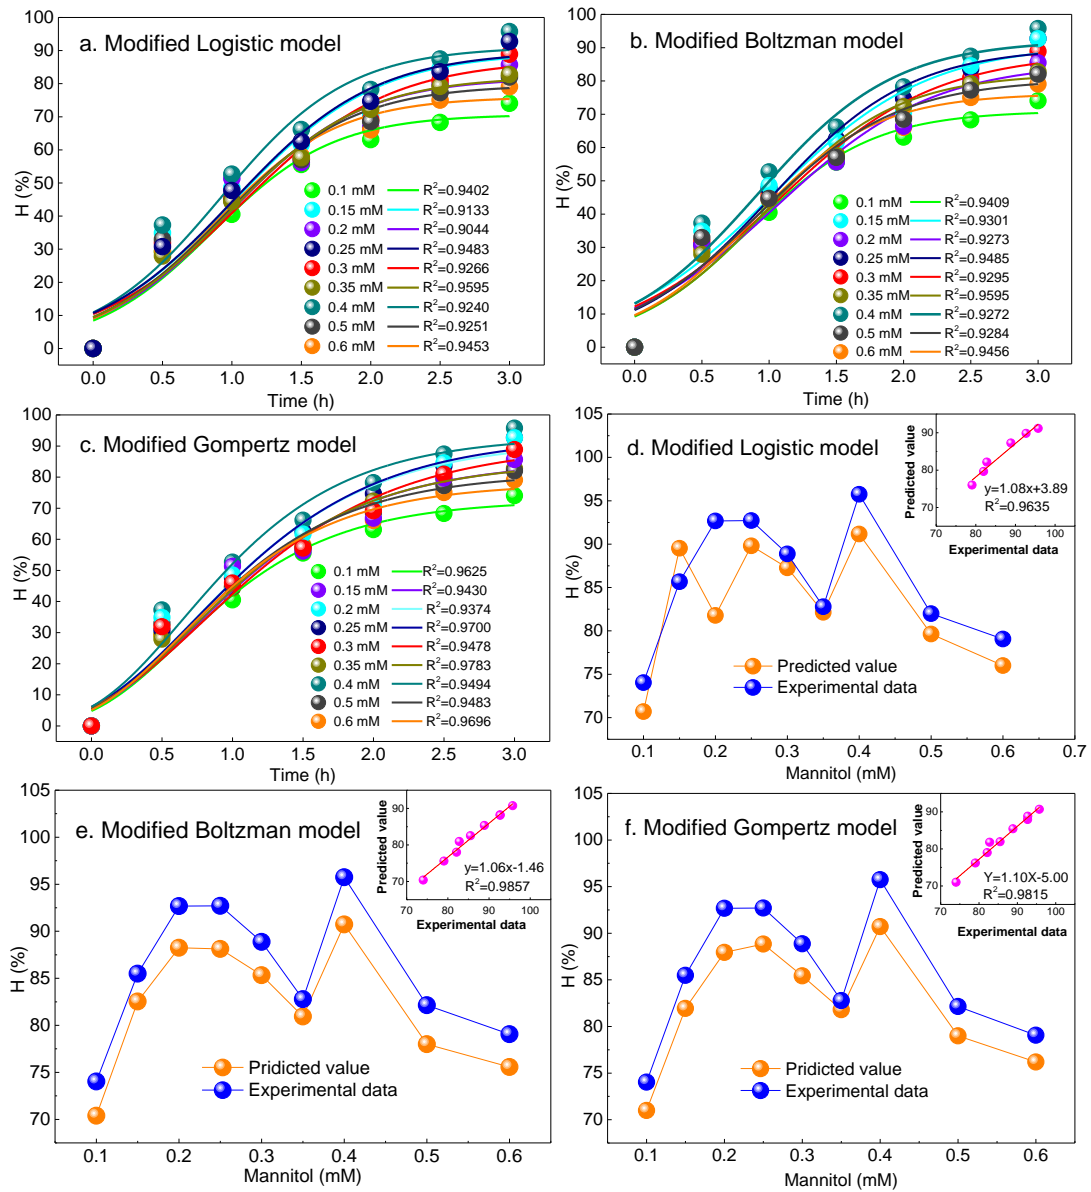 a. Modified Logistic model
H (%)
100
90
80
70
60
50
40
30
20
10
0
0.1 mM R²=0.9402
0.15 mM R²=0.9133
0.2 mM R²=0.9044
0.25 mM R²=0.9483
0.3 mM R²=0.9266
0.35 mM R²=0.9595
0.4 mM R²=0.9240
0.5 mM R²=0.9251
0.6 mM R²=0.9453
0.0 0.5 1.0 1.5 2.0 2.5 3.0
Time (h)
b. Modified Boltzman model
H (%)
100
90
80
70
60
50
40
30
20
10
0
0.1 mM R²=0.9409
0.15 mM R²=0.9301
0.2 mM R²=0.9273
0.25 mM R²=0.9485
0.3 mM R²=0.9295
0.35 mM R²=0.9595
0.4 mM R²=0.9272
0.5 mM R²=0.9284
0.6 mM R²=0.9456
0.0 0.5 1.0 1.5 2.0 2.5 3.0
Time (h)
c. Modified Gompertz model
H (%)
100
90
80
70
60
50
40
30
20
10
0
0.1 mM R²=0.9625
0.15 mM R²=0.9430
0.2 mM R²=0.9374
0.25 mM R²=0.9700
0.3 mM R²=0.9478
0.35 mM R²=0.9783
0.4 mM R²=0.9494
0.5 mM R²=0.9483
0.6 mM R²=0.9696
0.0 0.5 1.0 1.5 2.0 2.5 3.0
Time (h)
d. Modified Logistic model
H (%)
105
100
95
90
85
80
75
70
Predicted value
90
80
70
y=1.08x+3.89
R²=0.9635
70 80 90 100
Experimental data
Predicted value
Experimental data
0.1 0.2 0.3 0.4 0.5 0.6 0.7
Mannitol (mM)
e. Modified Boltzman model
H (%)
105
100
95
90
85
80
75
70
Predicted value
90
80
70
y=1.06x-1.46
R²=0.9857
70 80 90 100
Experimental data
Pridicted value
Experimental data
0.1 0.2 0.3 0.4 0.5 0.6
Mannitol (mM)
f. Modified Gompertz model
H (%)
105
100
95
90
85
80
75
70
Predicted value
90
80
70
Y=1.10X-5.00
R²=0.9815
70 80 90 100
Experimental data
Pridicted value
Experimental data
0.1 0.2 0.3 0.4 0.5 0.6
Mannitol (mM)